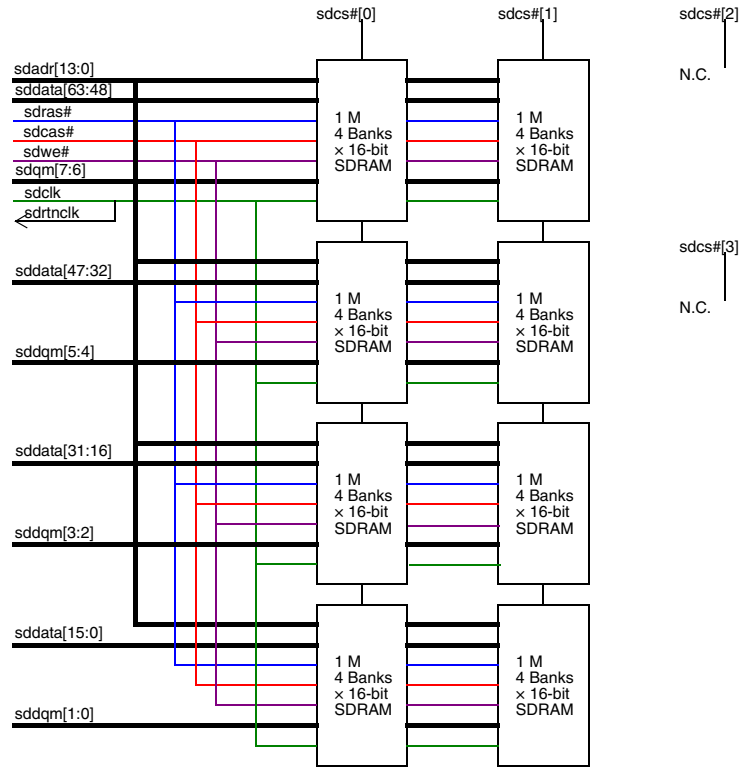 sdcs#[0]
sdcs#[1]
sdcs#[2]
sdadr[13:0]
N.C.
sddata[63:48]
sdras#
sdcas#
sdwe#
sdqm[7:6]
sdclk
sdrtnclk
1 M
4 Banks
× 16-bit
SDRAM
1 M
4 Banks
× 16-bit
SDRAM
sdcs#[3]
N.C.
sddata[47:32]
sddqm[5:4]
1 M
4 Banks
× 16-bit
SDRAM
1 M
4 Banks
× 16-bit
SDRAM
sddata[31:16]
sddqm[3:2]
1 M
4 Banks
× 16-bit
SDRAM
1 M
4 Banks
× 16-bit
SDRAM
sddata[15:0]
sddqm[1:0]
1 M
4 Banks
× 16-bit
SDRAM
1 M
4 Banks
× 16-bit
SDRAM